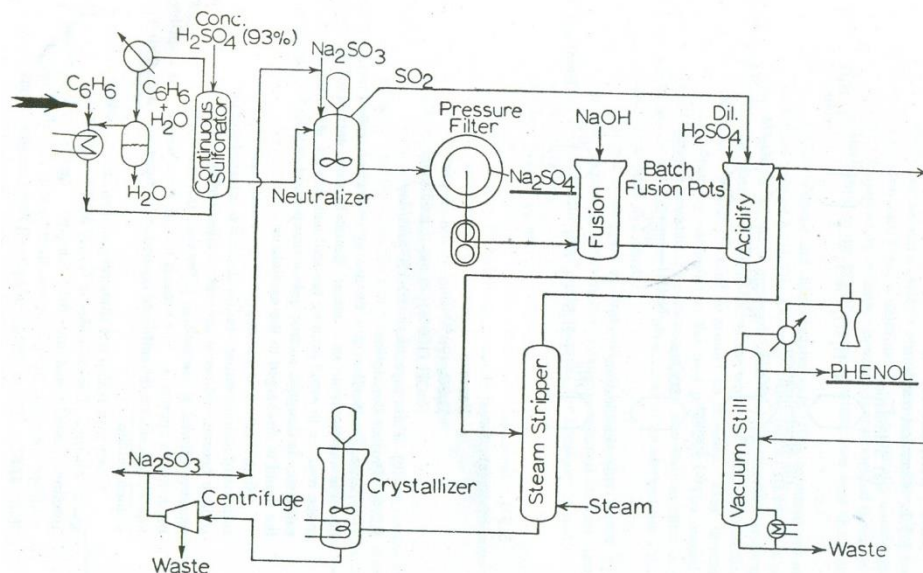 Conc.
H₂SO₄ (93%)
C₆H₆
C₆H₆
+
H₂O
H₂O
Continuous
Sulfonator
Na₂SO₃
SO₂
Neutralizer
Pressure
Filter
Na₂SO₄
NaOH
Fusion
Batch
Fusion Pots
Dil.
H₂SO₄
Acidify
PHENOL
Vacuum Still
Waste
Steam Stripper
Steam
Crystallizer
Na₂SO₃
Centrifuge
Waste